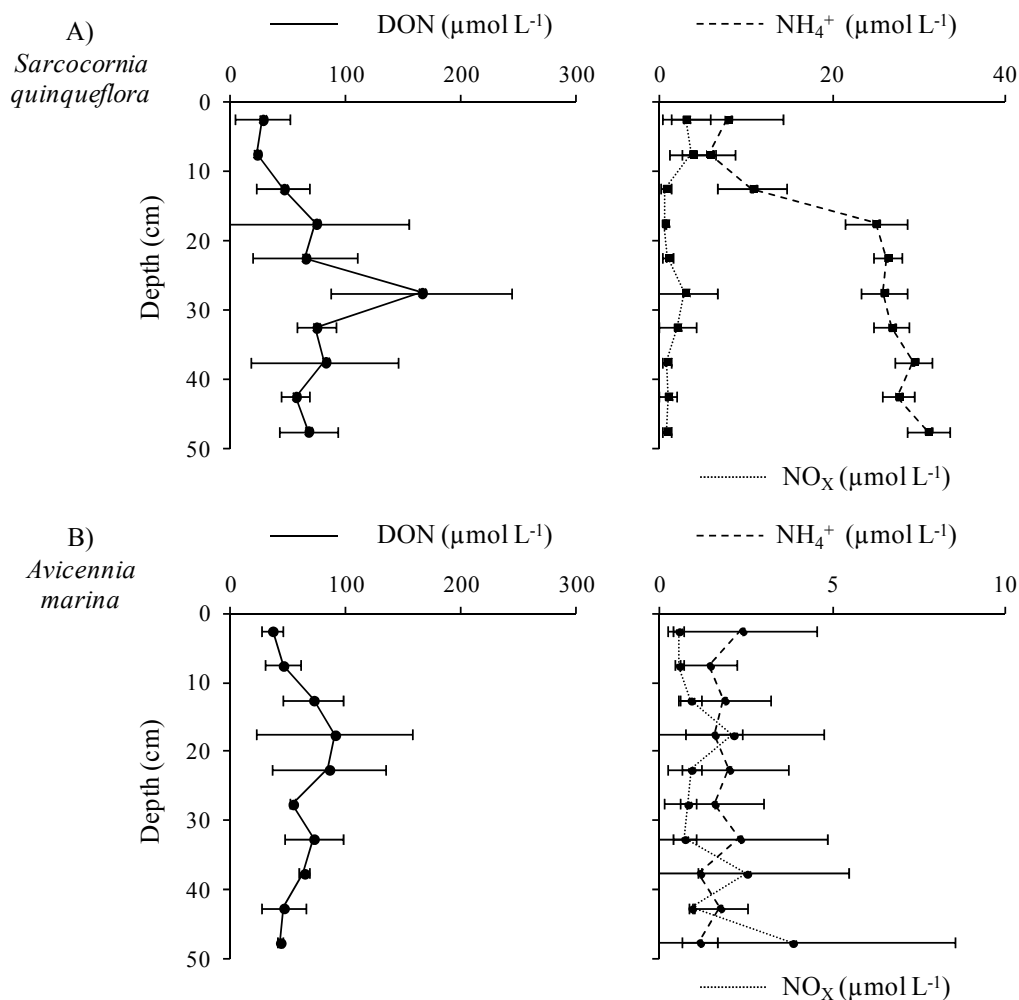 A)
Sarcocornia
quinqueflora
DON (µmol L-1)
0 100 200 300
NH₄⁺ (µmol L-1)
0 20 40
Depth (cm)
0
10
20
30
40
50
NOX (µmol L-1)
B)
Avicennia
marina
DON (µmol L-1)
0 100 200 300
NH₄⁺ (µmol L-1)
0 5 10
Depth (cm)
0
10
20
30
40
50
NOX (µmol L-1)